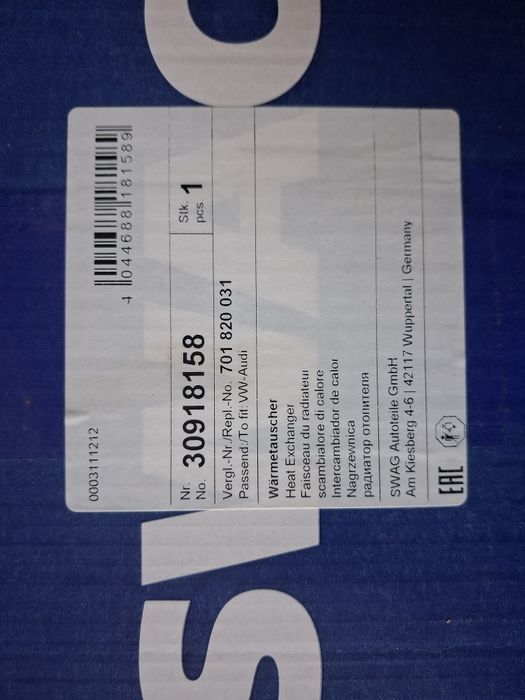 SWAG
0003111212
4 044688 181589
Nr.
No. 30918158
Stk.
pcs. 1
Vergl.-Nr./Repl.-No. 701 820 031
Passend:/To fit: VW-Audi
Wärmetauscher
Heat Exchanger
Faisceau du radiateur
scambiatore di calore
Intercambiador de calor
Nagrzewnica
радиатор отопителя
SWAG Autoteile GmbH
Am Kiesberg 4-6 | 42117 Wuppertal | Germany
EAC